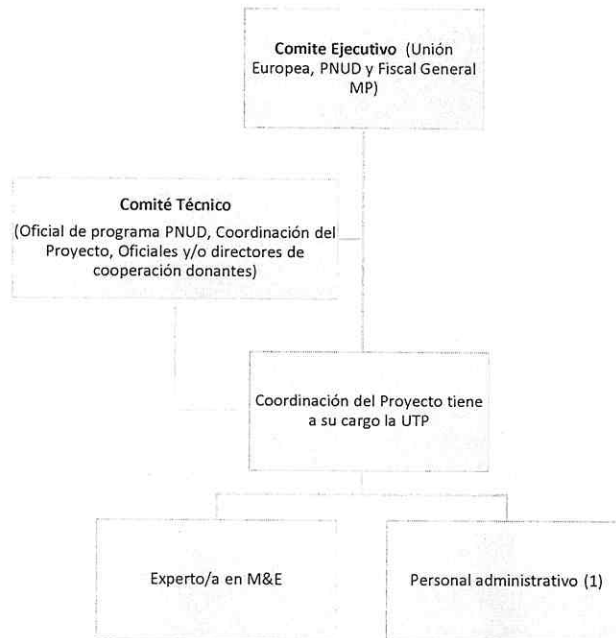 Comite Ejecutivo (Unión
Europea, PNUD y Fiscal General
MP)
Comité Técnico
(Oficial de programa PNUD, Coordinación del
Proyecto, Oficiales y/o directores de
cooperación donantes)
Coordinación del Proyecto tiene
a su cargo la UTP
Experto/a en M&E
Personal administrativo (1)